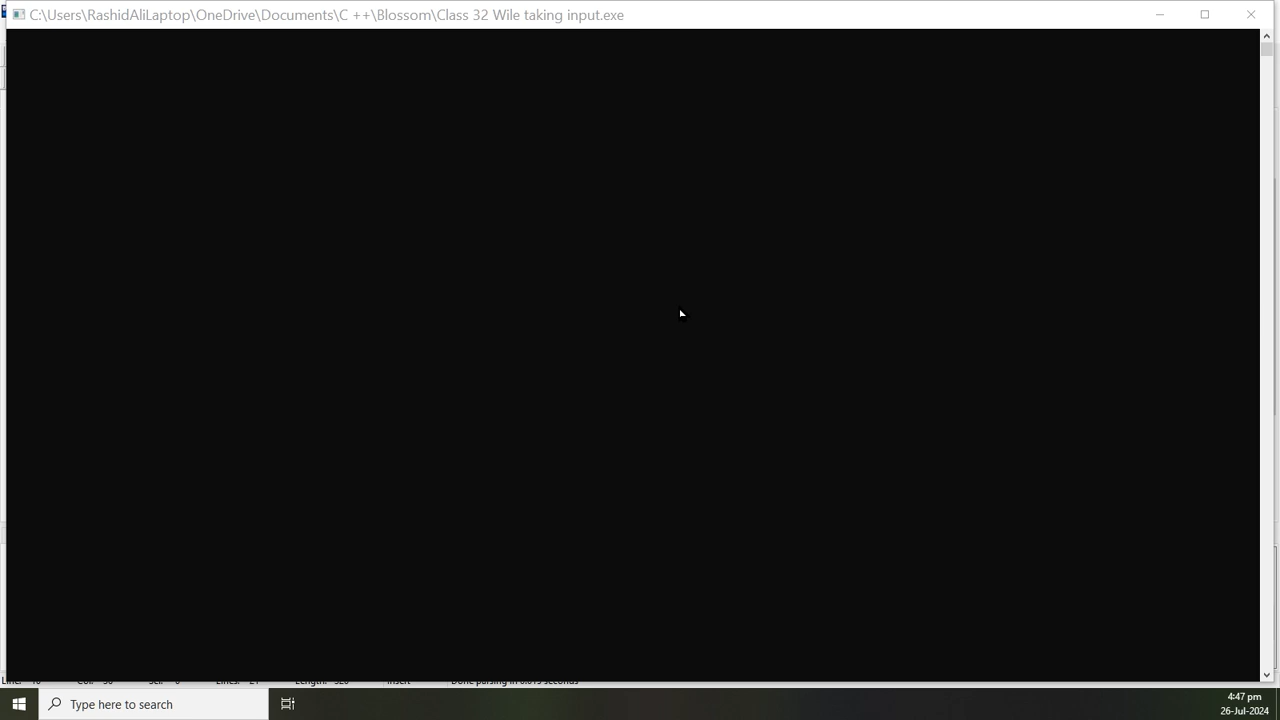 C:\Users\RashidAliLaptop\OneDrive\Documents\C ++\Blossom\Class 32 Wile taking input.exe
Type here to search
4:47 pm
26-Jul-2024